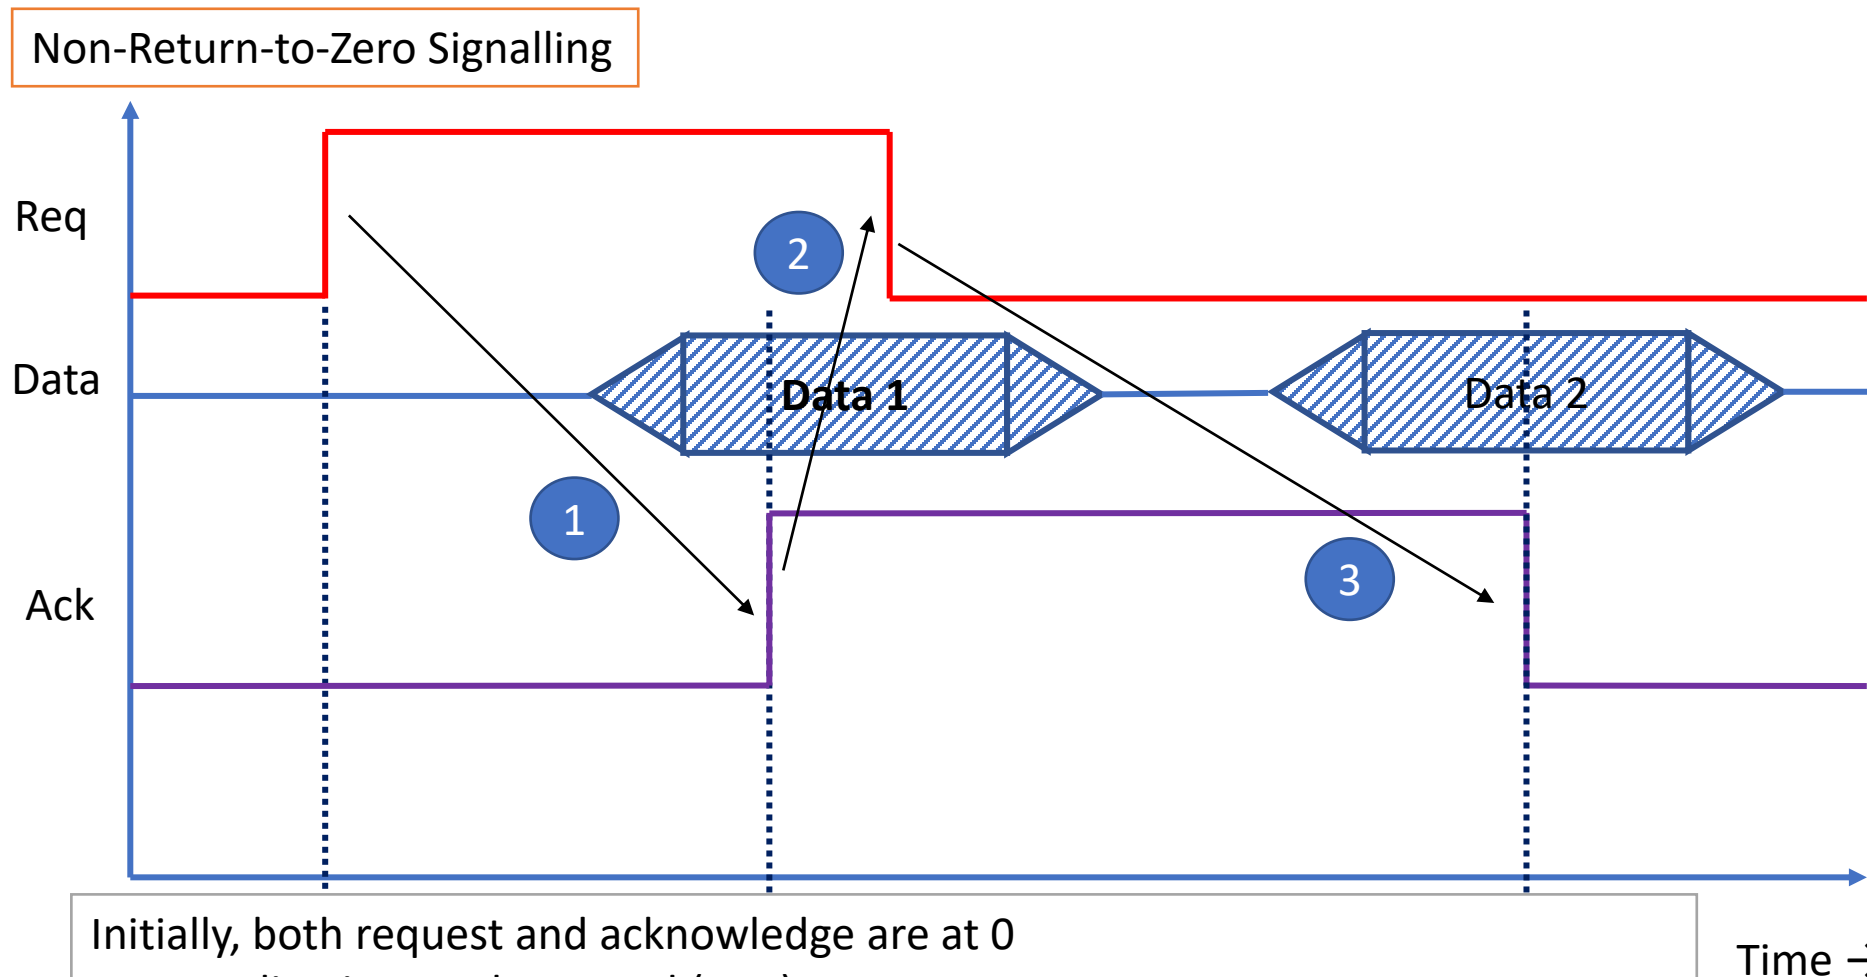 Non-Return-to-Zero Signalling
Req
2
Data
Data 1
Data 2
1
3
Ack
Initially, both request and acknowledge are at 0
Time →